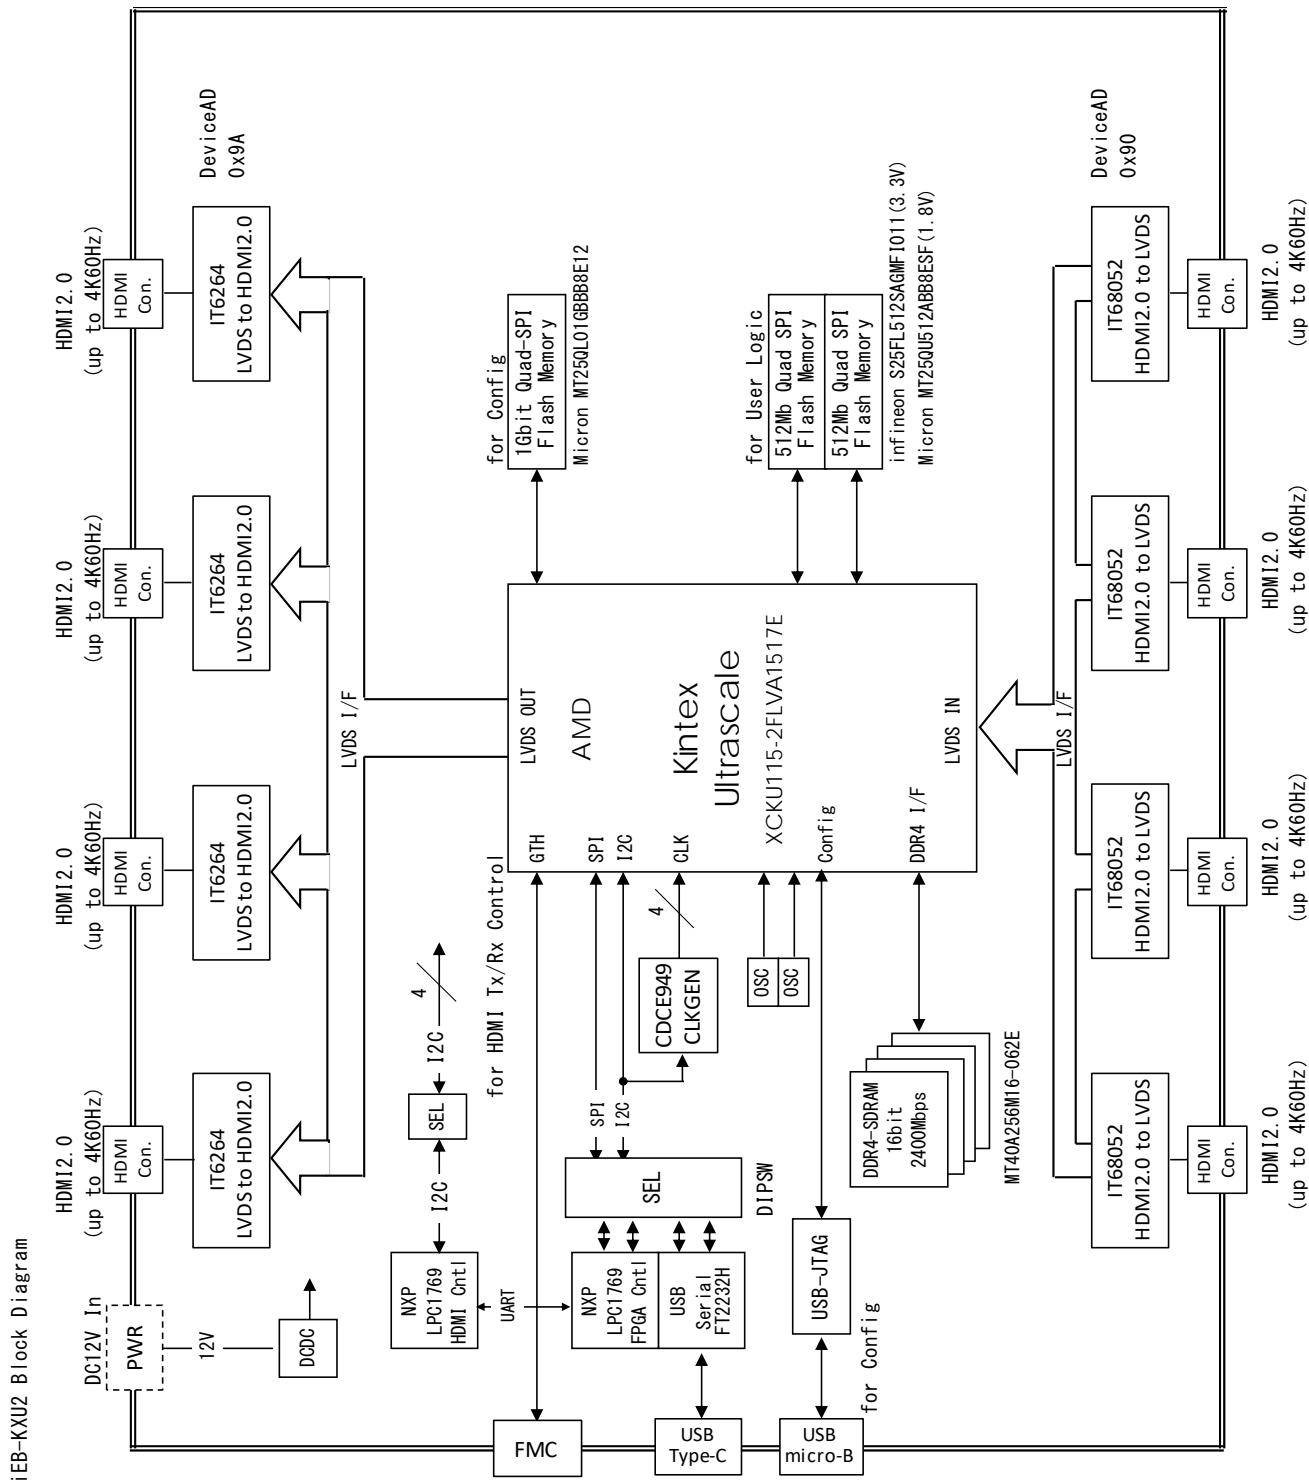 iEB-KXU2 Block Diagram
DC12V In
PWR
12V
DCDC
HDMI2.0
(up to 4K60Hz)
HDMI
Con.
IT6264
LVDS to HDMI2.0
HDMI2.0
(up to 4K60Hz)
HDMI
Con.
IT6264
LVDS to HDMI2.0
HDMI2.0
(up to 4K60Hz)
HDMI
Con.
IT6264
LVDS to HDMI2.0
HDMI2.0
(up to 4K60Hz)
HDMI
Con.
IT6264
LVDS to HDMI2.0
DeviceAD
0x9A
LVDS I/F
NXP
LPC1769
HDMI Cntl
I2C
SEL
I2C
4
for HDMI Tx/Rx Control
UART
FMC
NXP
LPC1769
FPGA Cntl
USB
Serial
FT2232H
USB
Type-C
SEL
DIPSW
SPI
I2C
CDCE949
CLKGEN
4
OSC
OSC
USB
micro-B
for Config
USB-JTAG
DDR4-SDRAM
16bit
2400Mbps
MT40A256M16-062E
GTH
SPI
I2C
CLK
Config
DDR4 I/F
LVDS OUT
AMD
Kintex
Ultrascale
XCKU115-2FLVA1517E
LVDS IN
for Config
1Gbit Quad-SPI
Flash Memory
Micron MT25QL01GBBB8E12
for User Logic
512Mb Quad SPI
Flash Memory
512Mb Quad SPI
Flash Memory
infineon S25FL512SAGMFI011(3.3V)
Micron MT25QU512ABB8ESF(1.8V)
LVDS I/F
IT68052
HDMI2.0 to LVDS
HDMI
Con.
HDMI2.0
(up to 4K60Hz)
IT68052
HDMI2.0 to LVDS
HDMI
Con.
HDMI2.0
(up to 4K60Hz)
IT68052
HDMI2.0 to LVDS
HDMI
Con.
HDMI2.0
(up to 4K60Hz)
IT68052
HDMI2.0 to LVDS
HDMI
Con.
HDMI2.0
(up to 4K60Hz)
DeviceAD
0x90